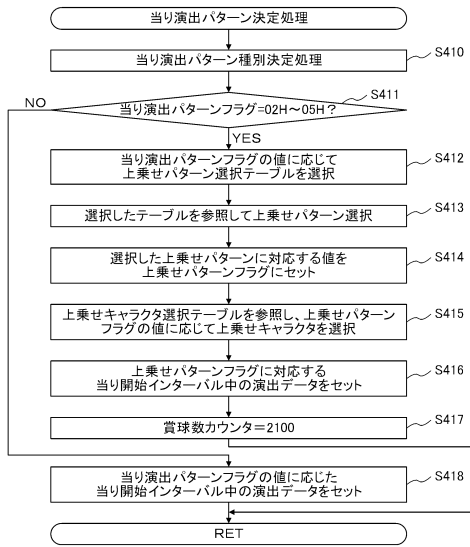 当り演出パターン決定処理
当り演出パターン種別決定処理
S410
S411
NO
当り演出パターンフラグ=02H～05H？
YES
当り演出パターンフラグの値に応じて
上乗せパターン選択テーブルを選択
S412
選択したテーブルを参照して上乗せパターン選択
S413
選択した上乗せパターンに対応する値を
上乗せパターンフラグにセット
S414
上乗せキャラクタ選択テーブルを参照し、上乗せパターン
フラグの値に応じて上乗せキャラクタを選択
S415
上乗せパターンフラグに対応する
当り開始インターバル中の演出データをセット
S416
賞球数カウンタ=2100
S417
当り演出パターンフラグの値に応じた
当り開始インターバル中の演出データをセット
S418
RET